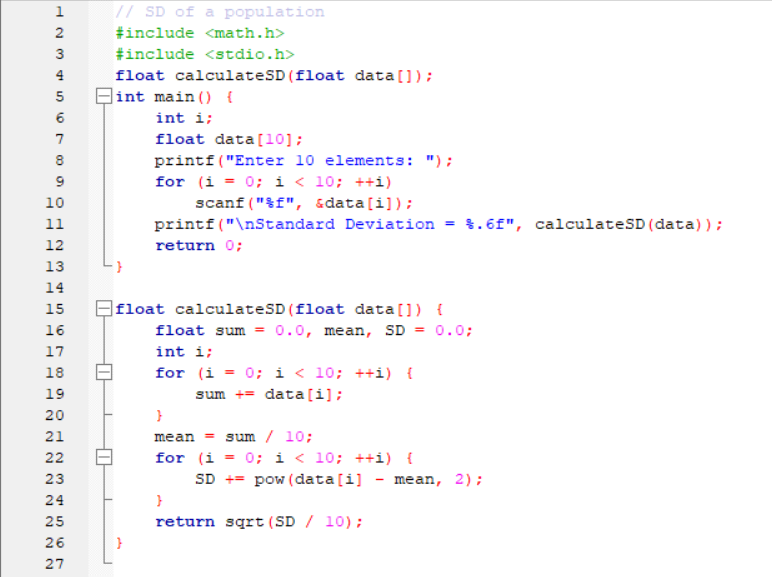 1 // SD of a population
2 #include <math.h>
3 #include <stdio.h>
4 float calculateSD(float data[]);
5 int main() {
6     int i;
7     float data[10];
8     printf("Enter 10 elements: ");
9     for (i = 0; i < 10; ++i)
10         scanf("%f", &data[i]);
11     printf("\nStandard Deviation = %.6f", calculateSD(data));
12     return 0;
13 }
14
15 float calculateSD(float data[]) {
16     float sum = 0.0, mean, SD = 0.0;
17     int i;
18     for (i = 0; i < 10; ++i) {
19         sum += data[i];
20     }
21     mean = sum / 10;
22     for (i = 0; i < 10; ++i) {
23         SD += pow(data[i] - mean, 2);
24     }
25     return sqrt(SD / 10);
26 }
27